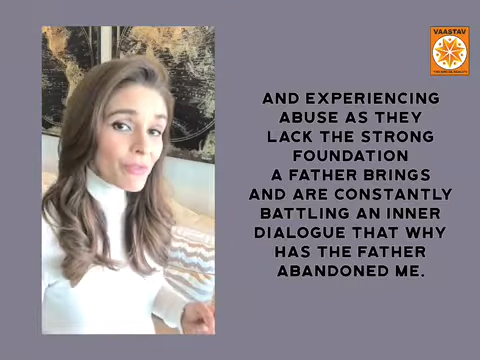 VAASTAV
AND EXPERIENCING
ABUSE AS THEY
LACK THE STRONG
FOUNDATION
A FATHER BRINGS
AND ARE CONSTANTLY
BATTLING AN INNER
DIALOGUE THAT WHY
HAS THE FATHER
ABANDONED ME.